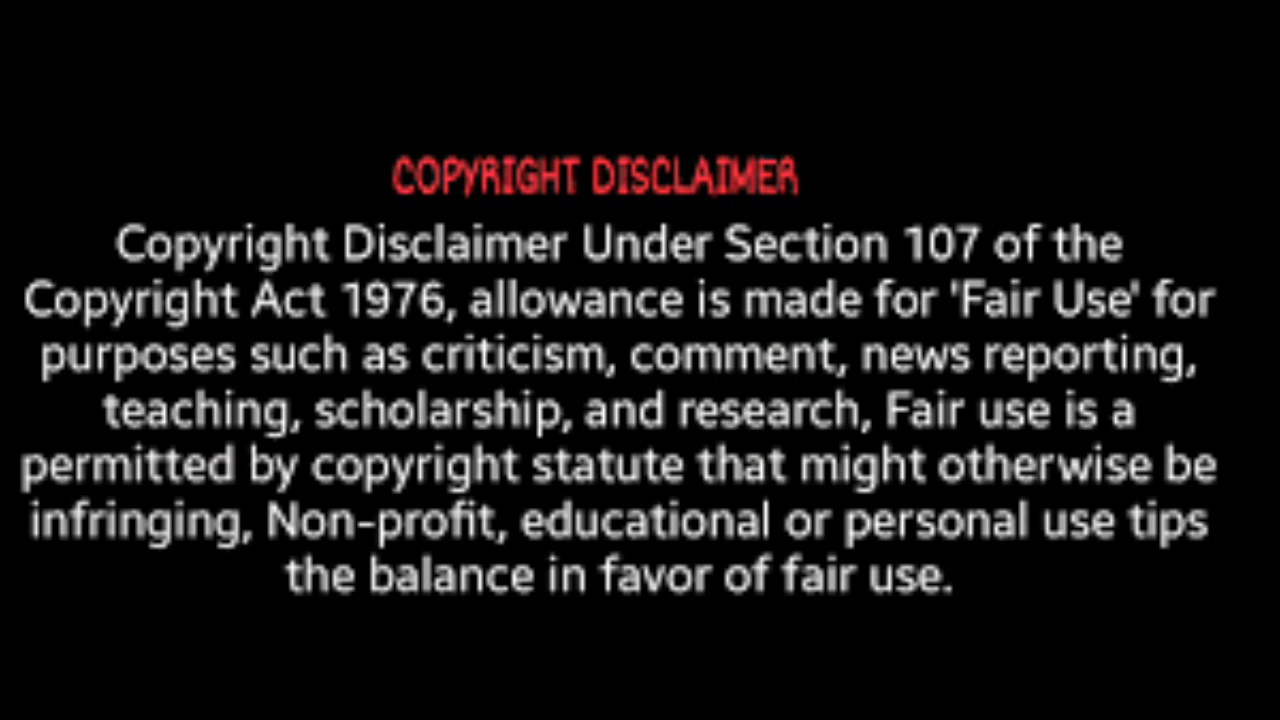 COPYRIGHT DISCLAIMER
Copyright Disclaimer Under Section 107 of the
Copyright Act 1976, allowance is made for 'Fair Use' for
purposes such as criticism, comment, news reporting,
teaching, scholarship, and research, Fair use is a
permitted by copyright statute that might otherwise be
infringing, Non-profit, educational or personal use tips
the balance in favor of fair use.